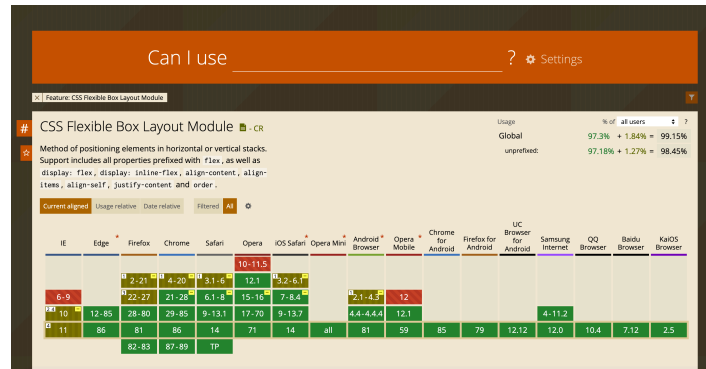 Can I use ? Settings
× Feature: CSS Flexible Box Layout Module
#
CSS Flexible Box Layout Module - CR
Method of positioning elements in horizontal or vertical stacks.
Support includes all properties prefixed with flex, as well as
display: flex, display: inline-flex, align-content, align-
items, align-self, justify-content and order.
Usage % of all users ?
Global 97.3% + 1.84% = 99.15%
unprefixed: 97.18% + 1.27% = 98.45%
Current aligned Usage relative Date relative Filtered All
IE Edge * Firefox Chrome Safari Opera iOS Safari * Opera Mini * Android Browser * Opera Mobile * Chrome for Android Firefox for Android UC Browser for Android Samsung Internet QQ Browser Baidu Browser KaiOS Browser
10-11.5
1 2-21 1 4-20 1 3.1-6 12.1 1 3.2-6.1
6-9 1 22-27 21-28 6.1-8 15-16 7-8.4 1 2.1-4.3 12
2 4 10 12-85 28-80 29-85 9-13.1 17-70 9-13.7 4.4-4.4.4 12.1 4-11.2
4 11 86 81 86 14 71 14 all 81 59 85 79 12.12 12.0 10.4 7.12 2.5
82-83 87-89 TP